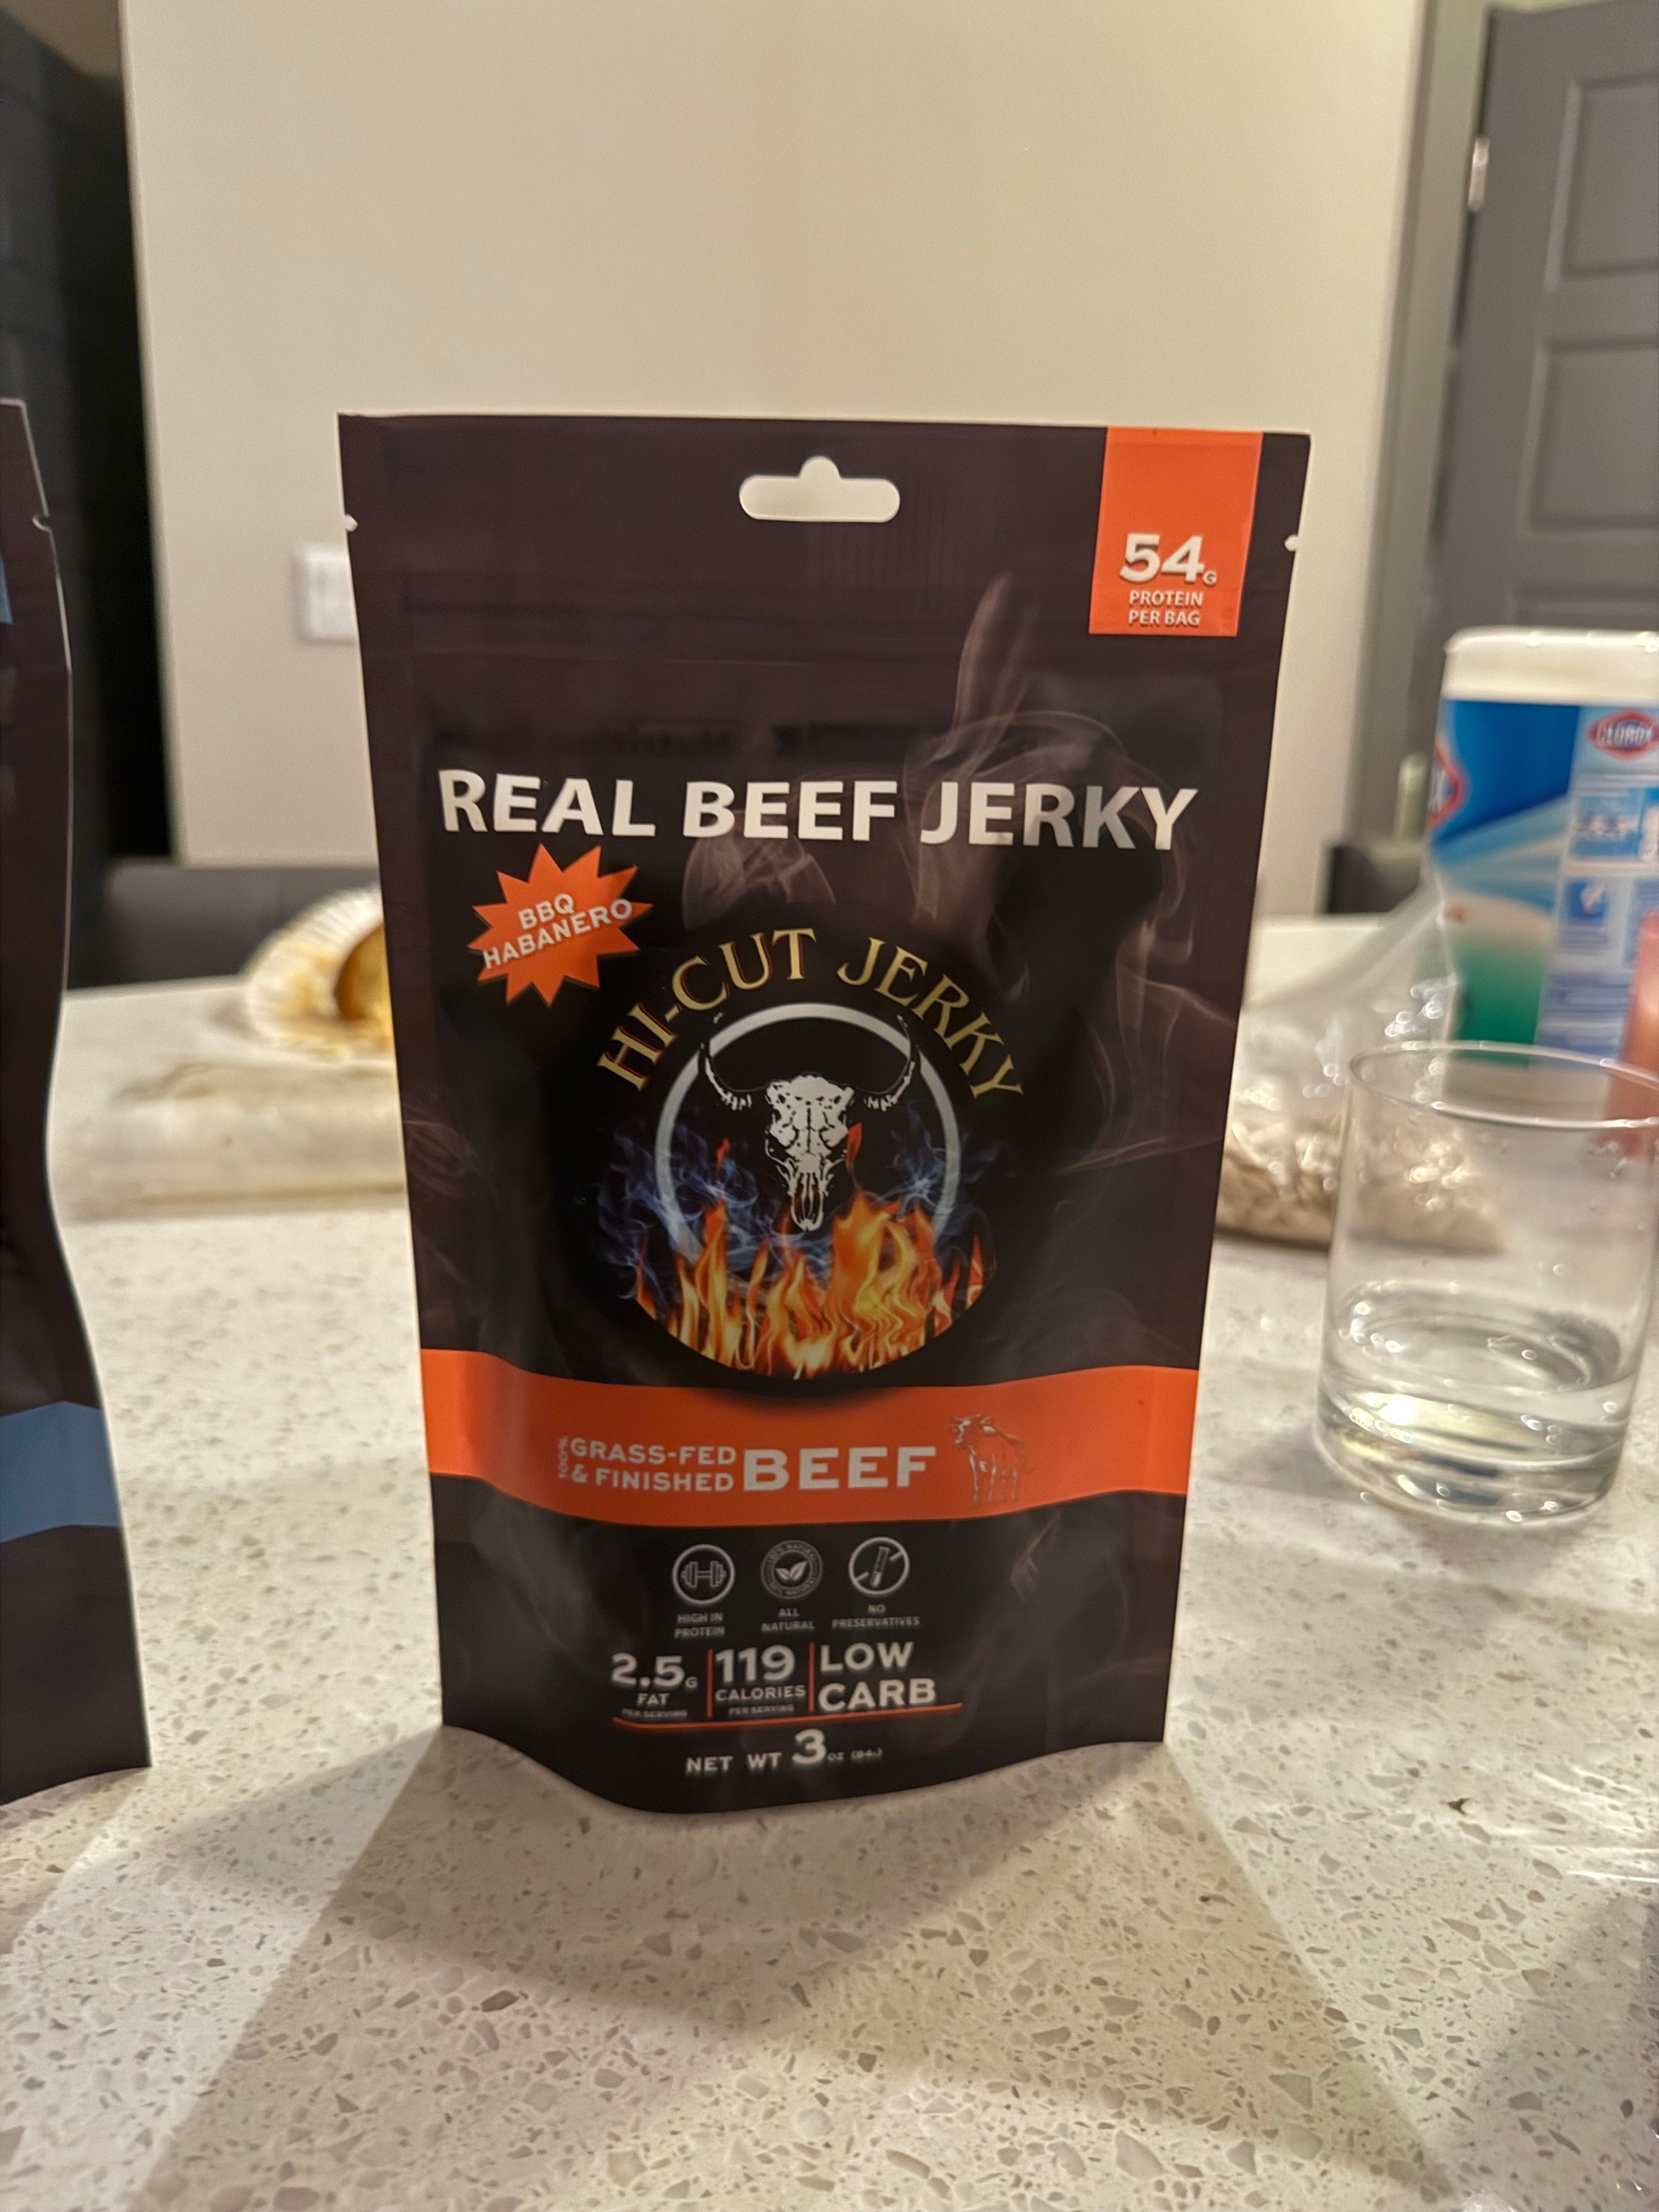 54G
PROTEIN
PER BAG
REAL BEEF JERKY
BBQ
HABANERO
HI-CUT JERKY
100%
GRASS-FED
& FINISHED
BEEF
HIGH IN
PROTEIN
ALL
NATURAL
NO
PRESERVATIVES
2.5G
FAT
PER SERVING
119
CALORIES
PER SERVING
LOW
CARB
NET WT 3 OZ
CLOROX